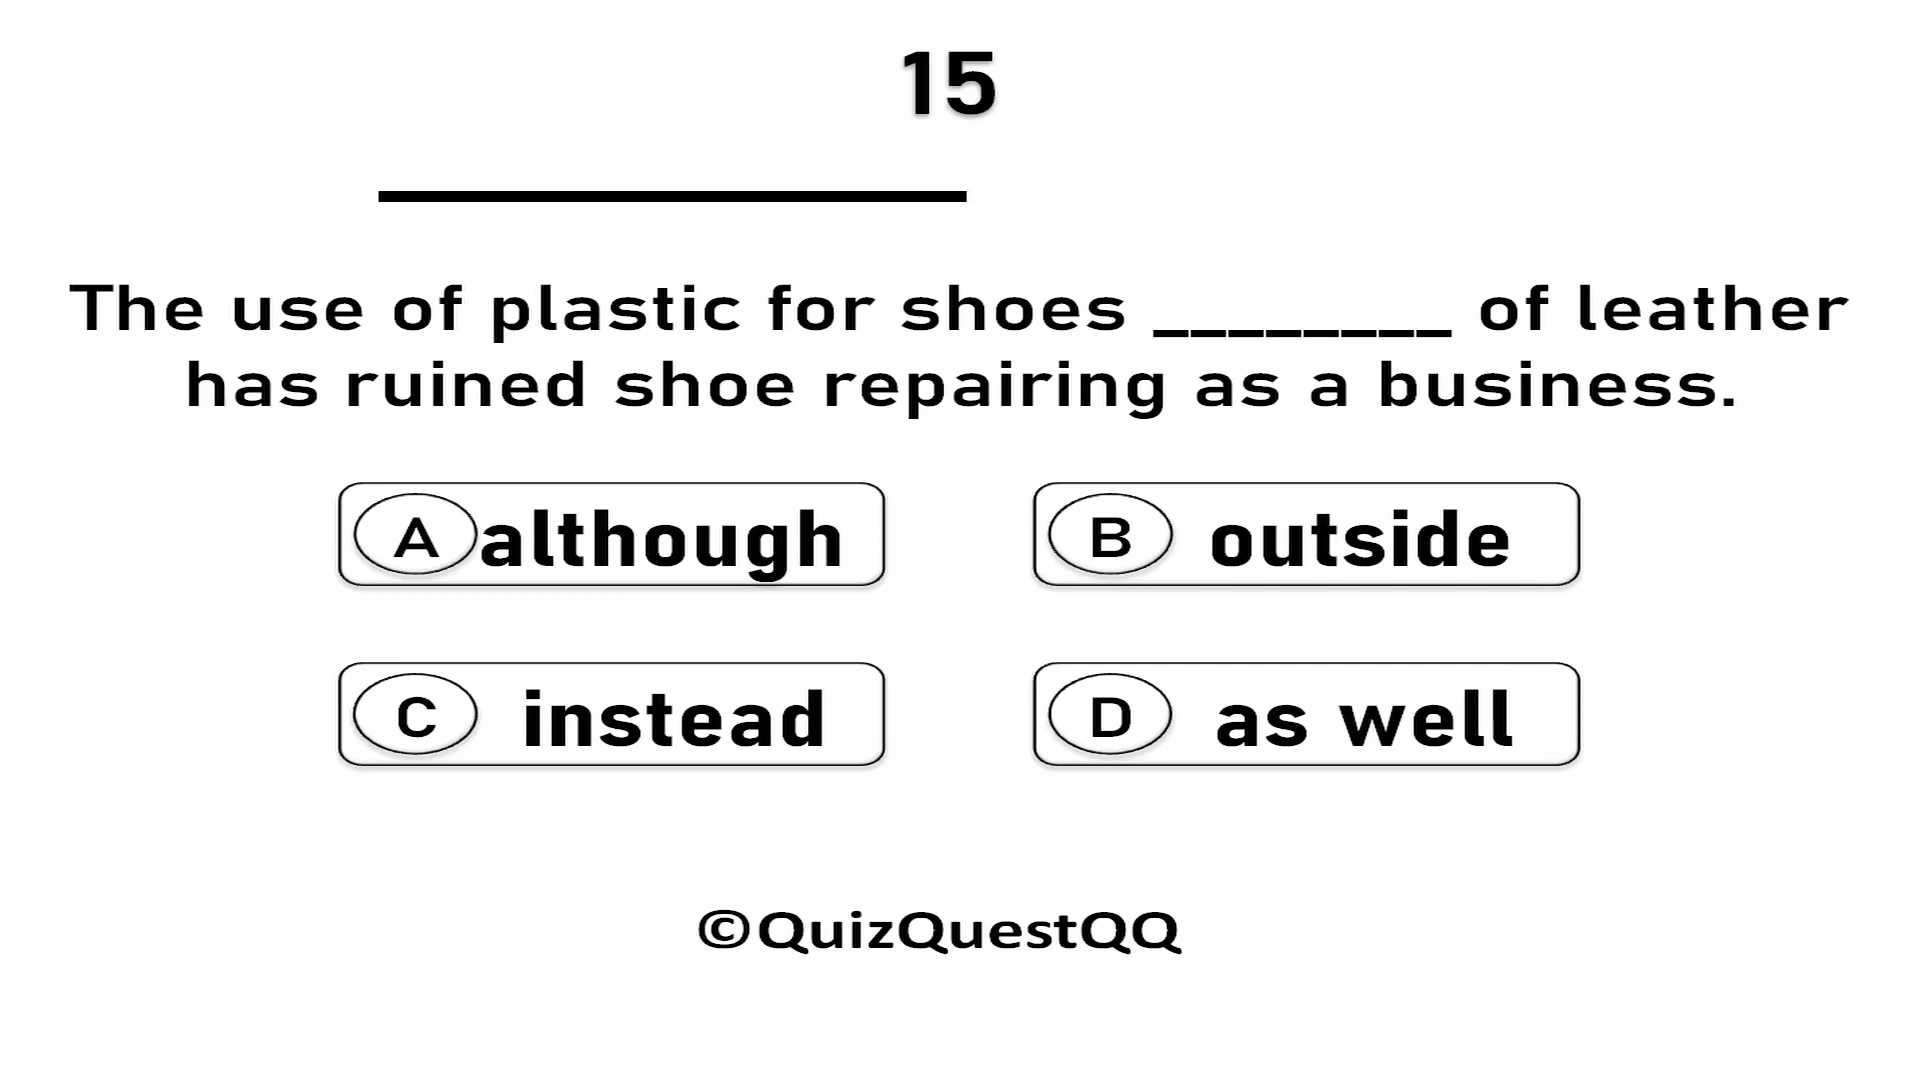 15
The use of plastic for shoes ________ of leather
has ruined shoe repairing as a business.
A although
B outside
C instead
D as well
©QuizQuestQQ